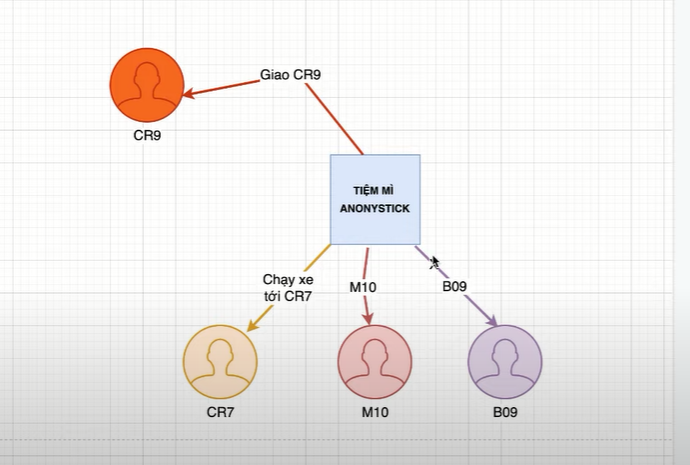 Giao CR9
CR9
TIỆM MÌ
ANONYSTICK
Chạy xe
tới CR7
M10
B09
CR7
M10
B09